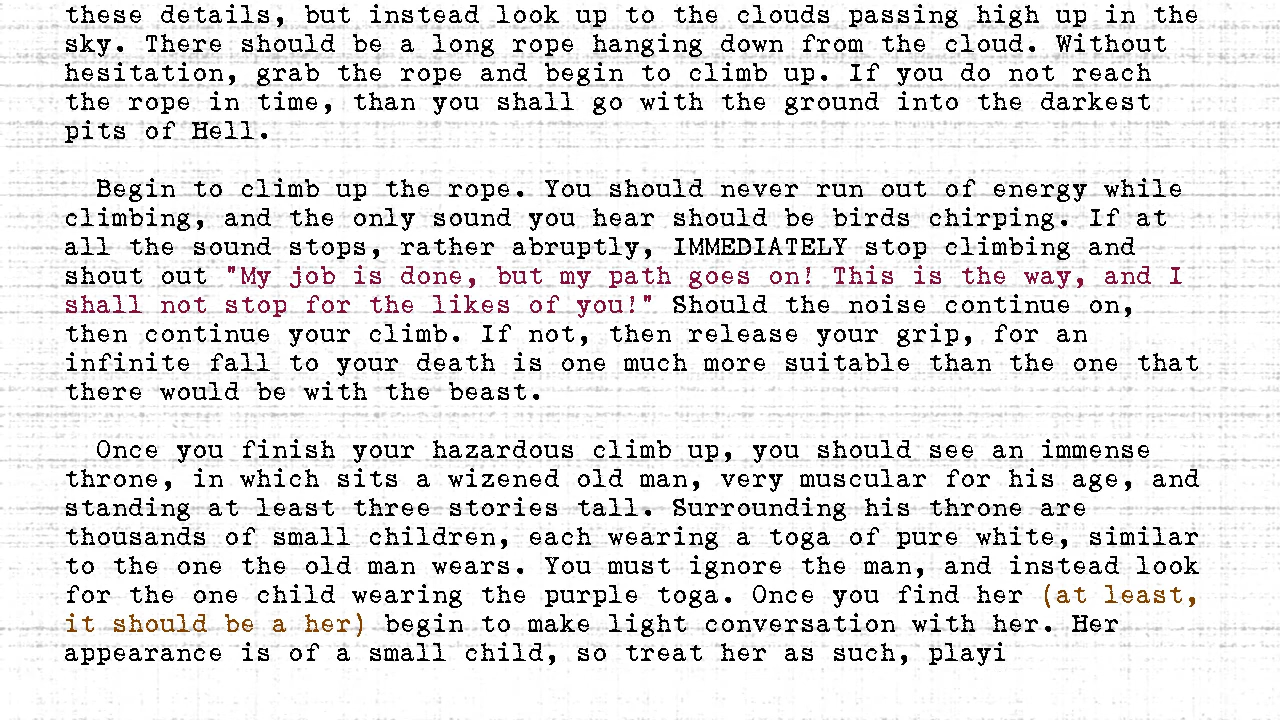 these details, but instead look up to the clouds passing high up in the
sky. There should be a long rope hanging down from the cloud. Without
hesitation, grab the rope and begin to climb up. If you do not reach
the rope in time, than you shall go with the ground into the darkest
pits of Hell.
Begin to climb up the rope. You should never run out of energy while
climbing, and the only sound you hear should be birds chirping. If at
all the sound stops, rather abruptly, IMMEDIATELY stop climbing and
shout out "My job is done, but my path goes on! This is the way, and I
shall not stop for the likes of you!" Should the noise continue on,
then continue your climb. If not, then release your grip, for an
infinite fall to your death is one much more suitable than the one that
there would be with the beast.
Once you finish your hazardous climb up, you should see an immense
throne, in which sits a wizened old man, very muscular for his age, and
standing at least three stories tall. Surrounding his throne are
thousands of small children, each wearing a toga of pure white, similar
to the one the old man wears. You must ignore the man, and instead look
for the one child wearing the purple toga. Once you find her (at least,
it should be a her) begin to make light conversation with her. Her
appearance is of a small child, so treat her as such, playi